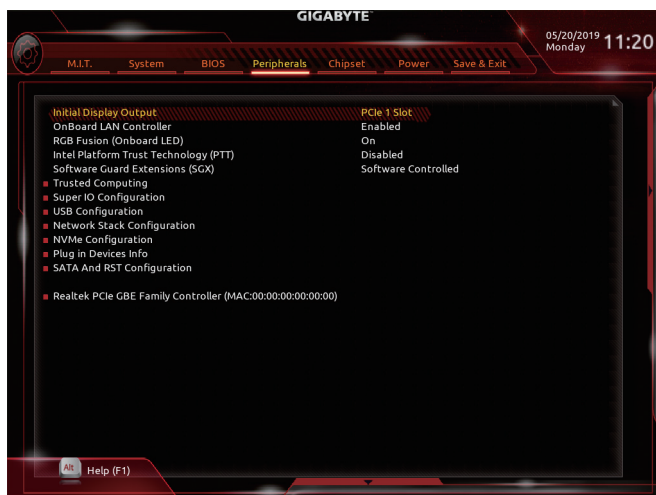 GIGABYTE™
05/20/2019 Monday 11:20
M.I.T. System BIOS Peripherals Chipset Power Save & Exit
Initial Display Output PCIe 1 Slot
OnBoard LAN Controller Enabled
RGB Fusion (Onboard LED) On
Intel Platform Trust Technology (PTT) Disabled
Software Guard Extensions (SGX) Software Controlled
Trusted Computing
Super IO Configuration
USB Configuration
Network Stack Configuration
NVMe Configuration
Plug in Devices Info
SATA And RST Configuration
Realtek PCIe GBE Family Controller (MAC:00:00:00:00:00:00)
Alt Help (F1)